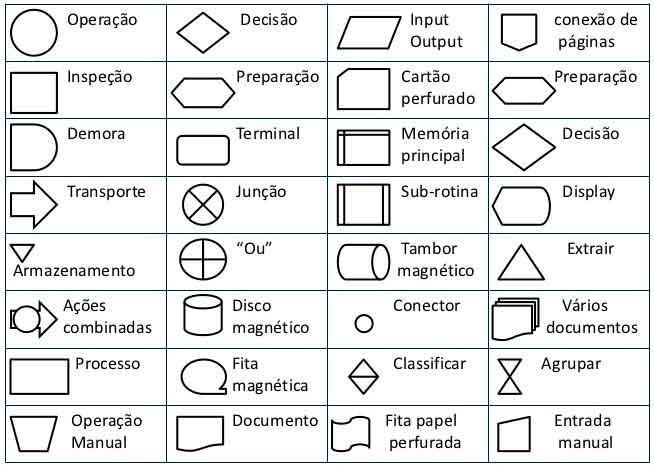 Operação
Decisão
Input
Output
conexão de
páginas
Inspeção
Preparação
Cartão
perfurado
Preparação
Demora
Terminal
Memória
principal
Decisão
Transporte
Junção
Sub-rotina
Display
Armazenamento
“Ou”
Tambor
magnético
Extrair
Ações
combinadas
Disco
magnético
Conector
Vários
documentos
Processo
Fita
magnética
Classificar
Agrupar
Operação
Manual
Documento
Fita papel
perfurada
Entrada
manual